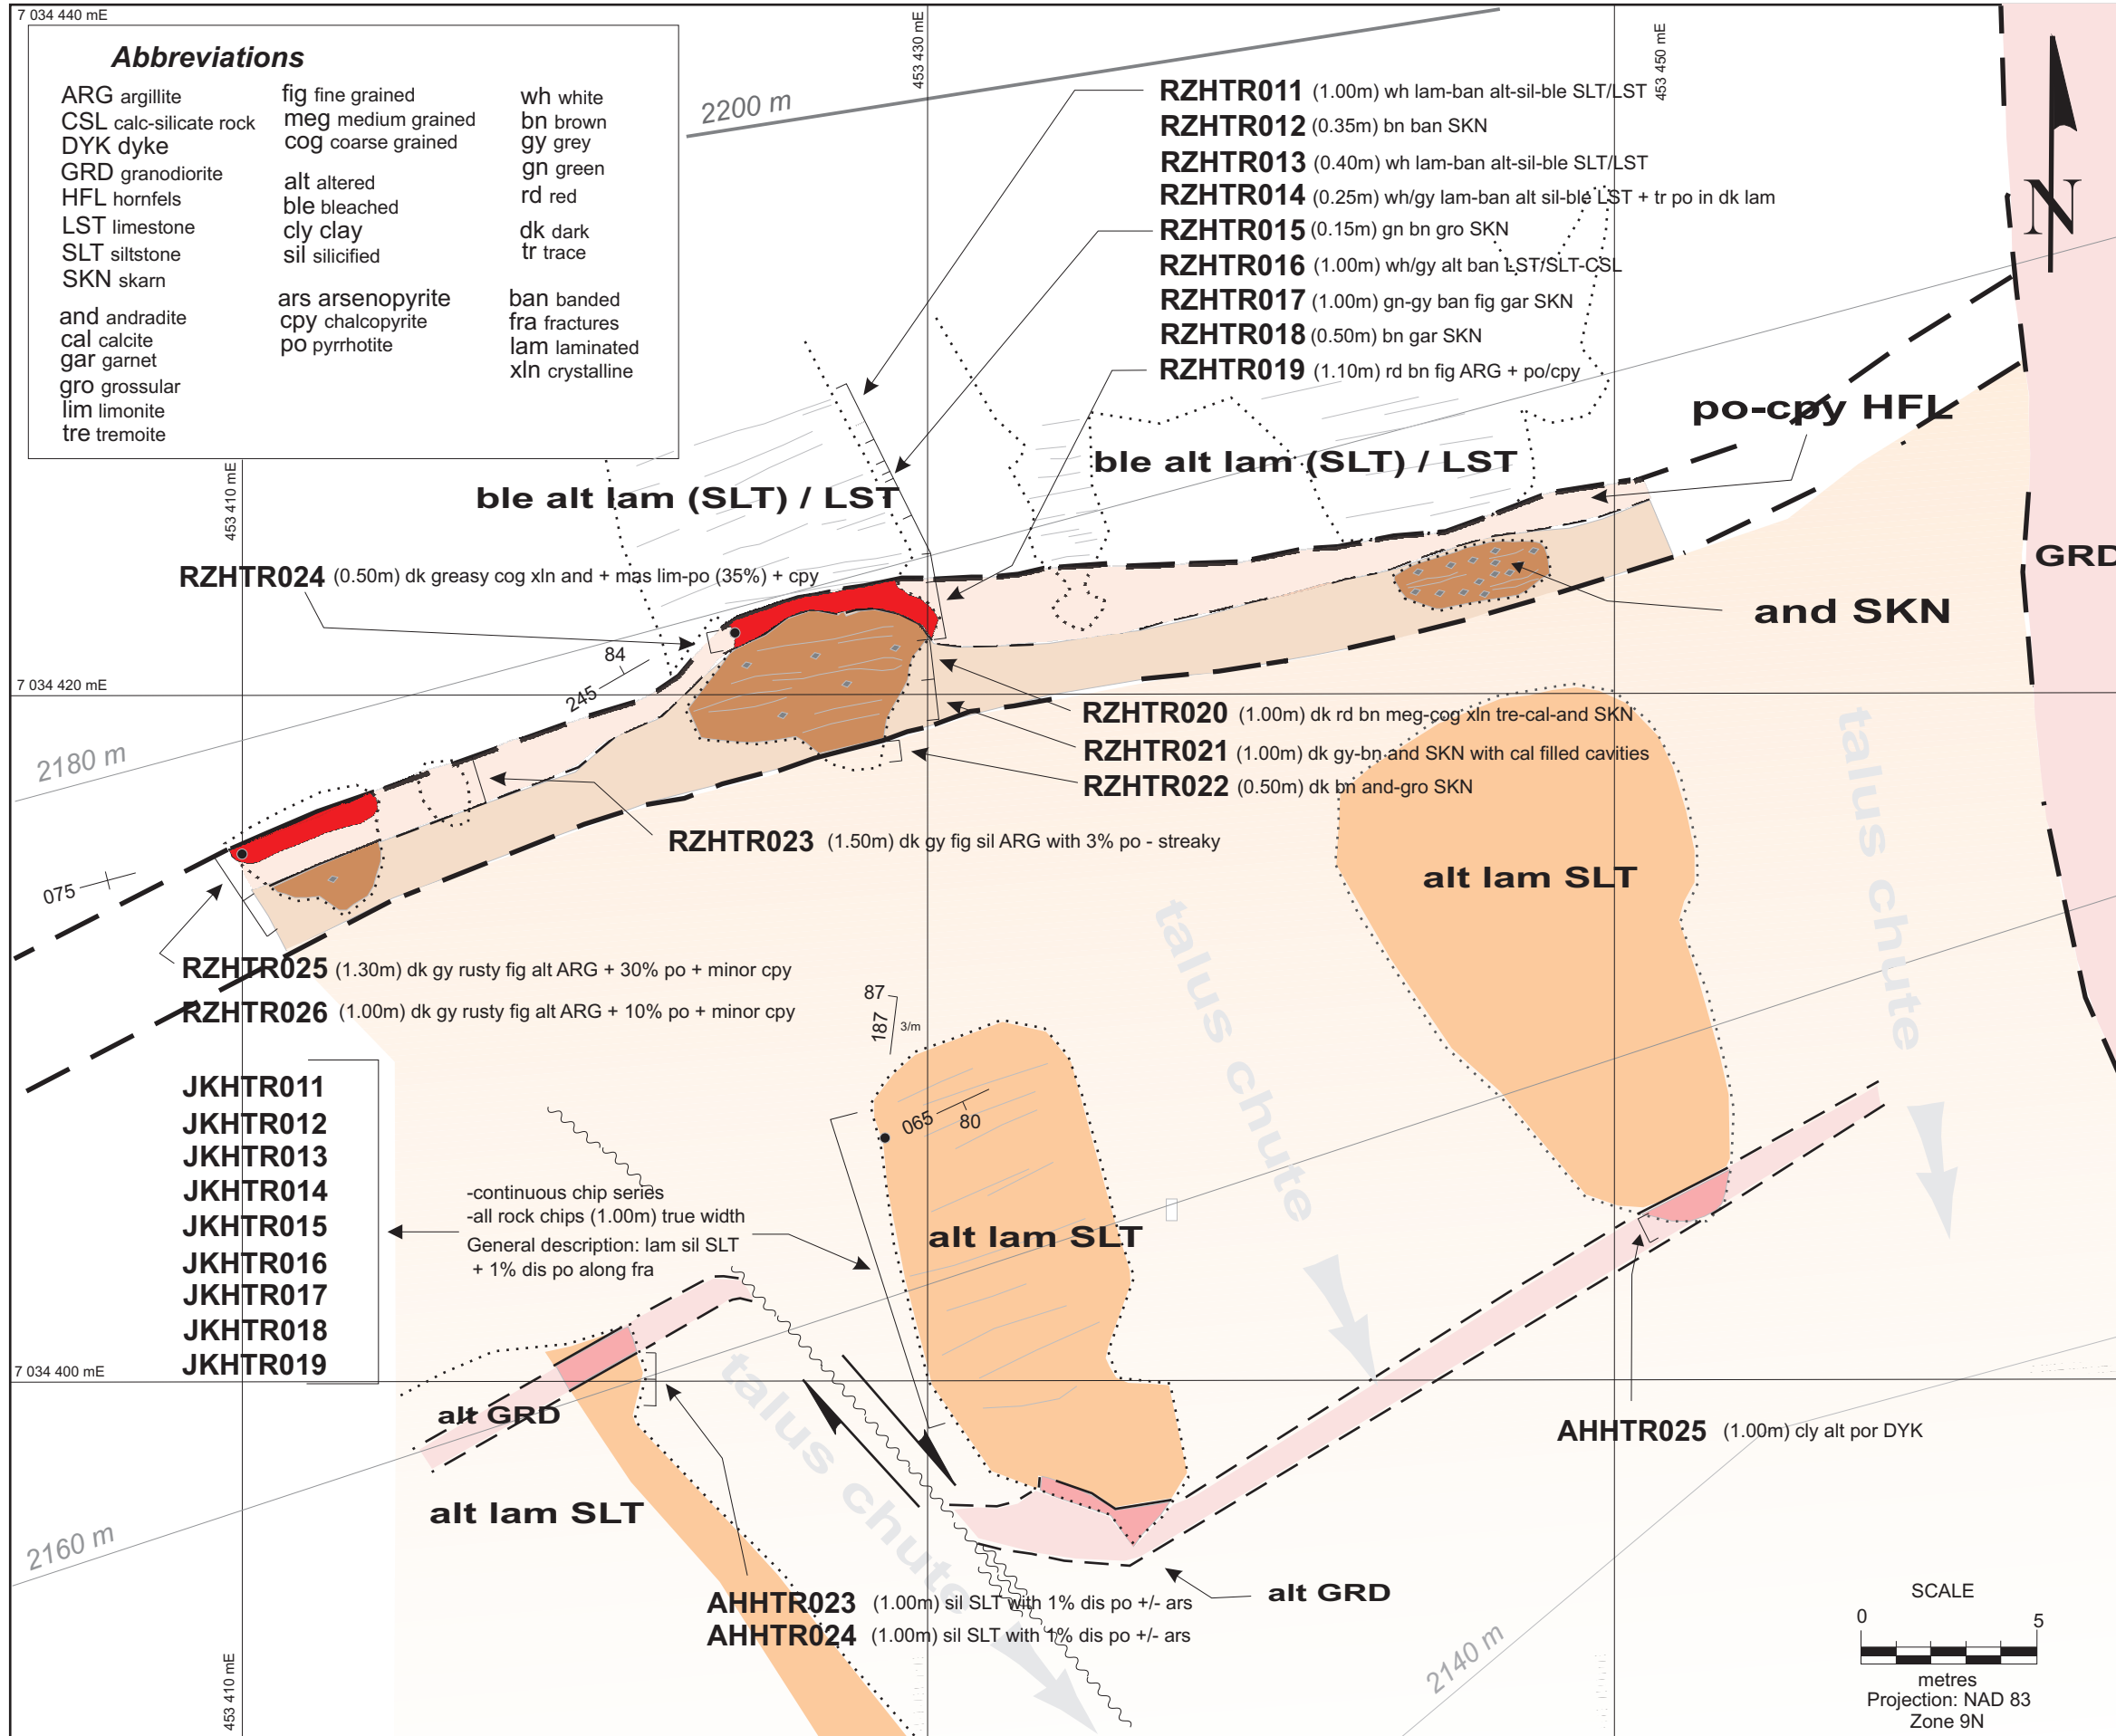 7 034 440 mE
453 430 mE
453 450 mE
Abbreviations
ARG argillite
CSL calc-silicate rock
DYK dyke
GRD granodiorite
HFL hornfels
LST limestone
SLT siltstone
SKN skarn
and andradite
cal calcite
gar garnet
gro grossular
lim limonite
tre tremoite
fig fine grained
meg medium grained
cog coarse grained
alt altered
ble bleached
cly clay
sil silicified
ars arsenopyrite
cpy chalcopyrite
po pyrrhotite
wh white
bn brown
gy grey
gn green
rd red
dk dark
tr trace
ban banded
fra fractures
lam laminated
xln crystalline
2200 m
N
RZHTR011 (1.00m) wh lam-ban alt-sil-ble SLT/LST
RZHTR012 (0.35m) bn ban SKN
RZHTR013 (0.40m) wh lam-ban alt-sil-ble SLT/LST
RZHTR014 (0.25m) wh/gy lam-ban alt sil-ble LST + tr po in dk lam
RZHTR015 (0.15m) gn bn gro SKN
RZHTR016 (1.00m) wh/gy alt ban LST/SLT-CSL
RZHTR017 (1.00m) gn-gy ban fig gar SKN
RZHTR018 (0.50m) bn gar SKN
RZHTR019 (1.10m) rd bn fig ARG + po/cpy
po-cpy HFL
ble alt lam (SLT) / LST
ble alt lam (SLT) / LST
453 410 mE
GRD
RZHTR024 (0.50m) dk greasy cog xln and + mas lim-po (35%) + cpy
and SKN
84
245
7 034 420 mE
RZHTR020 (1.00m) dk rd bn meg-cog xln tre-cal-and SKN
RZHTR021 (1.00m) dk gy-bn-and SKN with cal filled cavities
RZHTR022 (0.50m) dk bn and-gro SKN
2180 m
talus chute
RZHTR023 (1.50m) dk gy fig sil ARG with 3% po - streaky
075
alt lam SLT
talus chute
RZHTR025 (1.30m) dk gy rusty fig alt ARG + 30% po + minor cpy
RZHTR026 (1.00m) dk gy rusty fig alt ARG + 10% po + minor cpy
87
187
3/m
JKHTR011
JKHTR012
JKHTR013
JKHTR014
JKHTR015
JKHTR016
JKHTR017
JKHTR018
JKHTR019
065
80
-continuous chip series
-all rock chips (1.00m) true width
General description: lam sil SLT
+ 1% dis po along fra
alt lam SLT
7 034 400 mE
alt GRD
talus chute
AHHTR025 (1.00m) cly alt por DYK
alt lam SLT
2160 m
alt GRD
AHHTR023 (1.00m) sil SLT with 1% dis po +/- ars
AHHTR024 (1.00m) sil SLT with 1% dis po +/- ars
2140 m
453 410 mE
SCALE
0 5
metres
Projection: NAD 83
Zone 9N